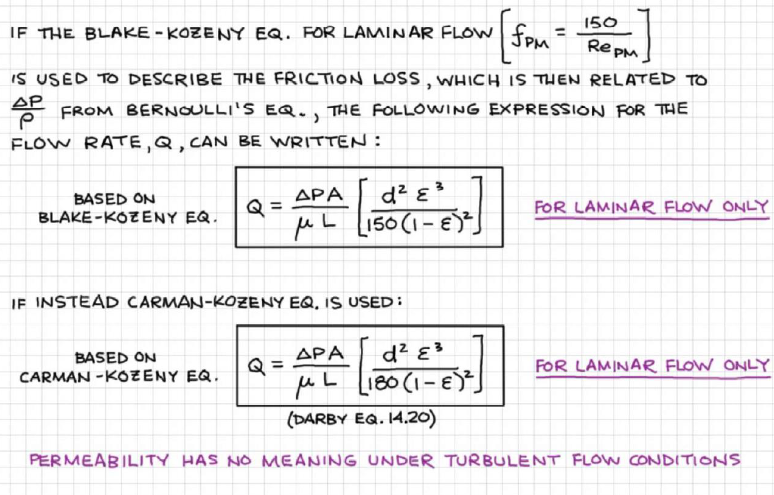 IF THE BLAKE-KOZENY EQ. FOR LAMINAR FLOW [f_PM = 150 / Re_PM]
IS USED TO DESCRIBE THE FRICTION LOSS, WHICH IS THEN RELATED TO
ΔP/ρ FROM BERNOULLI'S EQ., THE FOLLOWING EXPRESSION FOR THE
FLOW RATE, Q, CAN BE WRITTEN:
BASED ON
BLAKE-KOZENY EQ.
Q = ΔPA / μL [d² ε³ / 150(1-ε)²]
FOR LAMINAR FLOW ONLY
IF INSTEAD CARMAN-KOZENY EQ. IS USED:
BASED ON
CARMAN-KOZENY EQ.
Q = ΔPA / μL [d² ε³ / 180(1-ε)²]
FOR LAMINAR FLOW ONLY
(DARBY EQ. 14.20)
PERMEABILITY HAS NO MEANING UNDER TURBULENT FLOW CONDITIONS